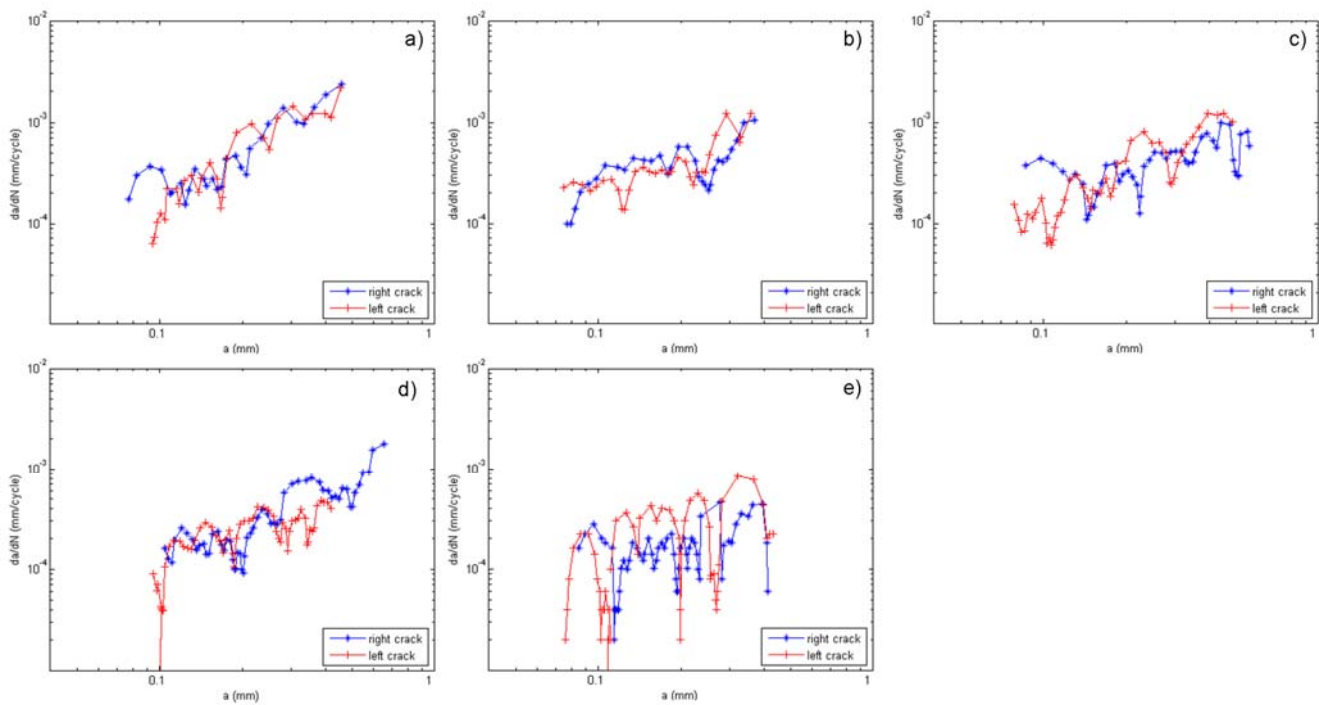 a)
10^-2
10^-3
10^-4
da/dN (mm/cycle)
right crack
left crack
0.1 1
a (mm)
b)
10^-2
10^-3
10^-4
da/dN (mm/cycle)
right crack
left crack
0.1 1
a (mm)
c)
10^-2
10^-3
10^-4
da/dN (mm/cycle)
right crack
left crack
0.1 1
a (mm)
d)
10^-2
10^-3
10^-4
da/dN (mm/cycle)
right crack
left crack
0.1 1
a (mm)
e)
10^-2
10^-3
10^-4
da/dN (mm/cycle)
right crack
left crack
0.1 1
a (mm)